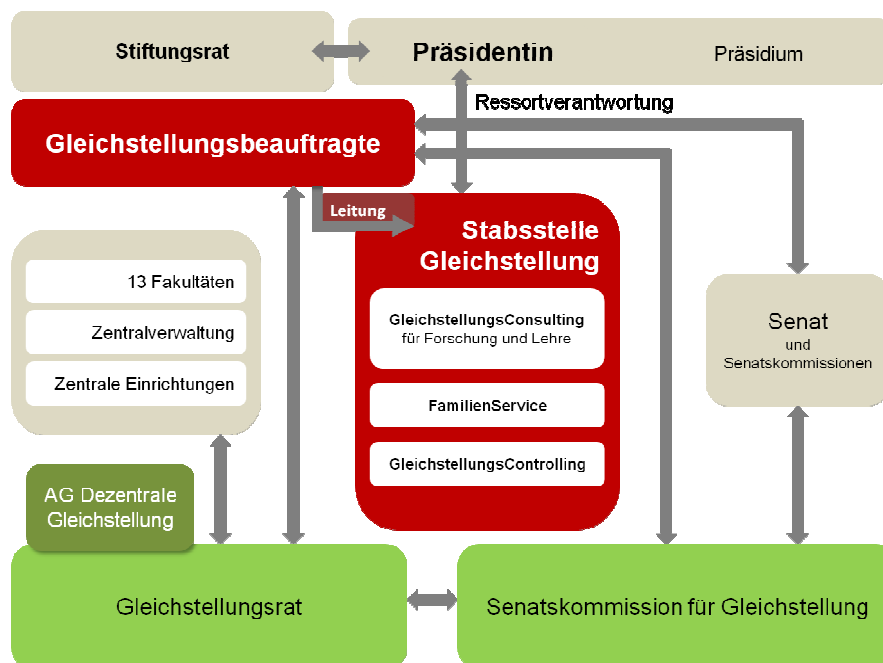 Stiftungsrat
Präsidentin
Präsidium
Ressortverantwortung
Gleichstellungsbeauftragte
Leitung
Stabsstelle
Gleichstellung
GleichstellungsConsulting
für Forschung und Lehre
FamilienService
GleichstellungsControlling
13 Fakultäten
Zentralverwaltung
Zentrale Einrichtungen
Senat
und
Senatskommissionen
AG Dezentrale
Gleichstellung
Gleichstellungsrat
Senatskommission für Gleichstellung